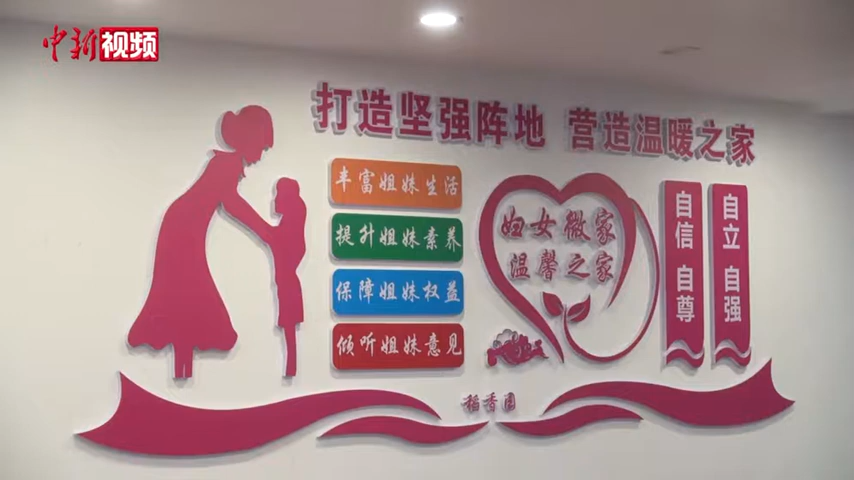 中新视频
打造坚强阵地 营造温暖之家
丰富姐妹生活
提升姐妹素养
保障姐妹权益
倾听姐妹意见
妇女微家
温馨之家
自信 自尊
自立 自强
稻香园